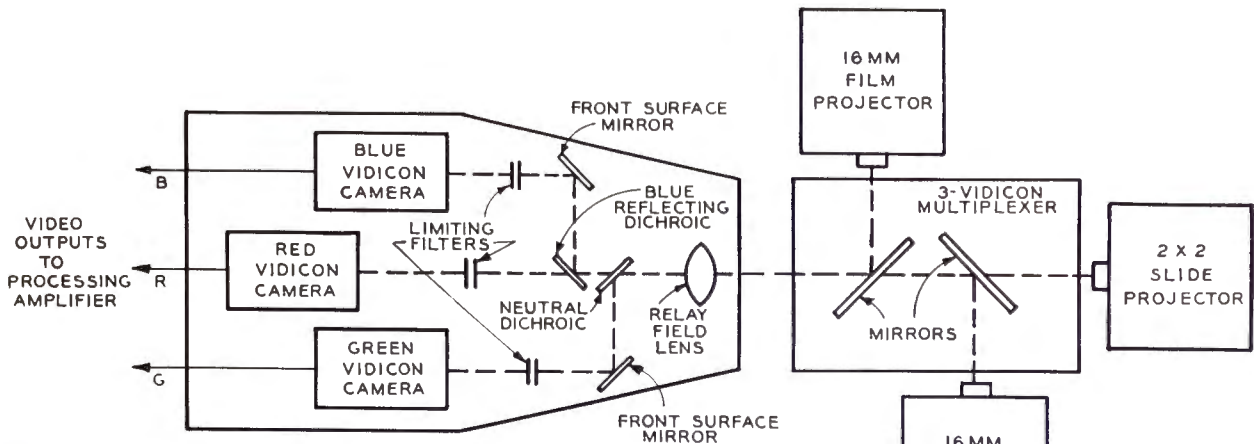 16 MM
FILM
PROJECTOR
FRONT SURFACE
MIRROR
BLUE
VIDICON
CAMERA
B
BLUE
REFLECTING
DICHROIC
3-VIDICON
MULTIPLEXER
LIMITING
FILTERS
VIDEO
OUTPUTS
TO
PROCESSING
AMPLIFIER
RED
VIDICON
CAMERA
R
NEUTRAL
DICHROIC
RELAY
FIELD
LENS
MIRRORS
2 X 2
SLIDE
PROJECTOR
GREEN
VIDICON
CAMERA
G
FRONT SURFACE
MIRROR
16 MM